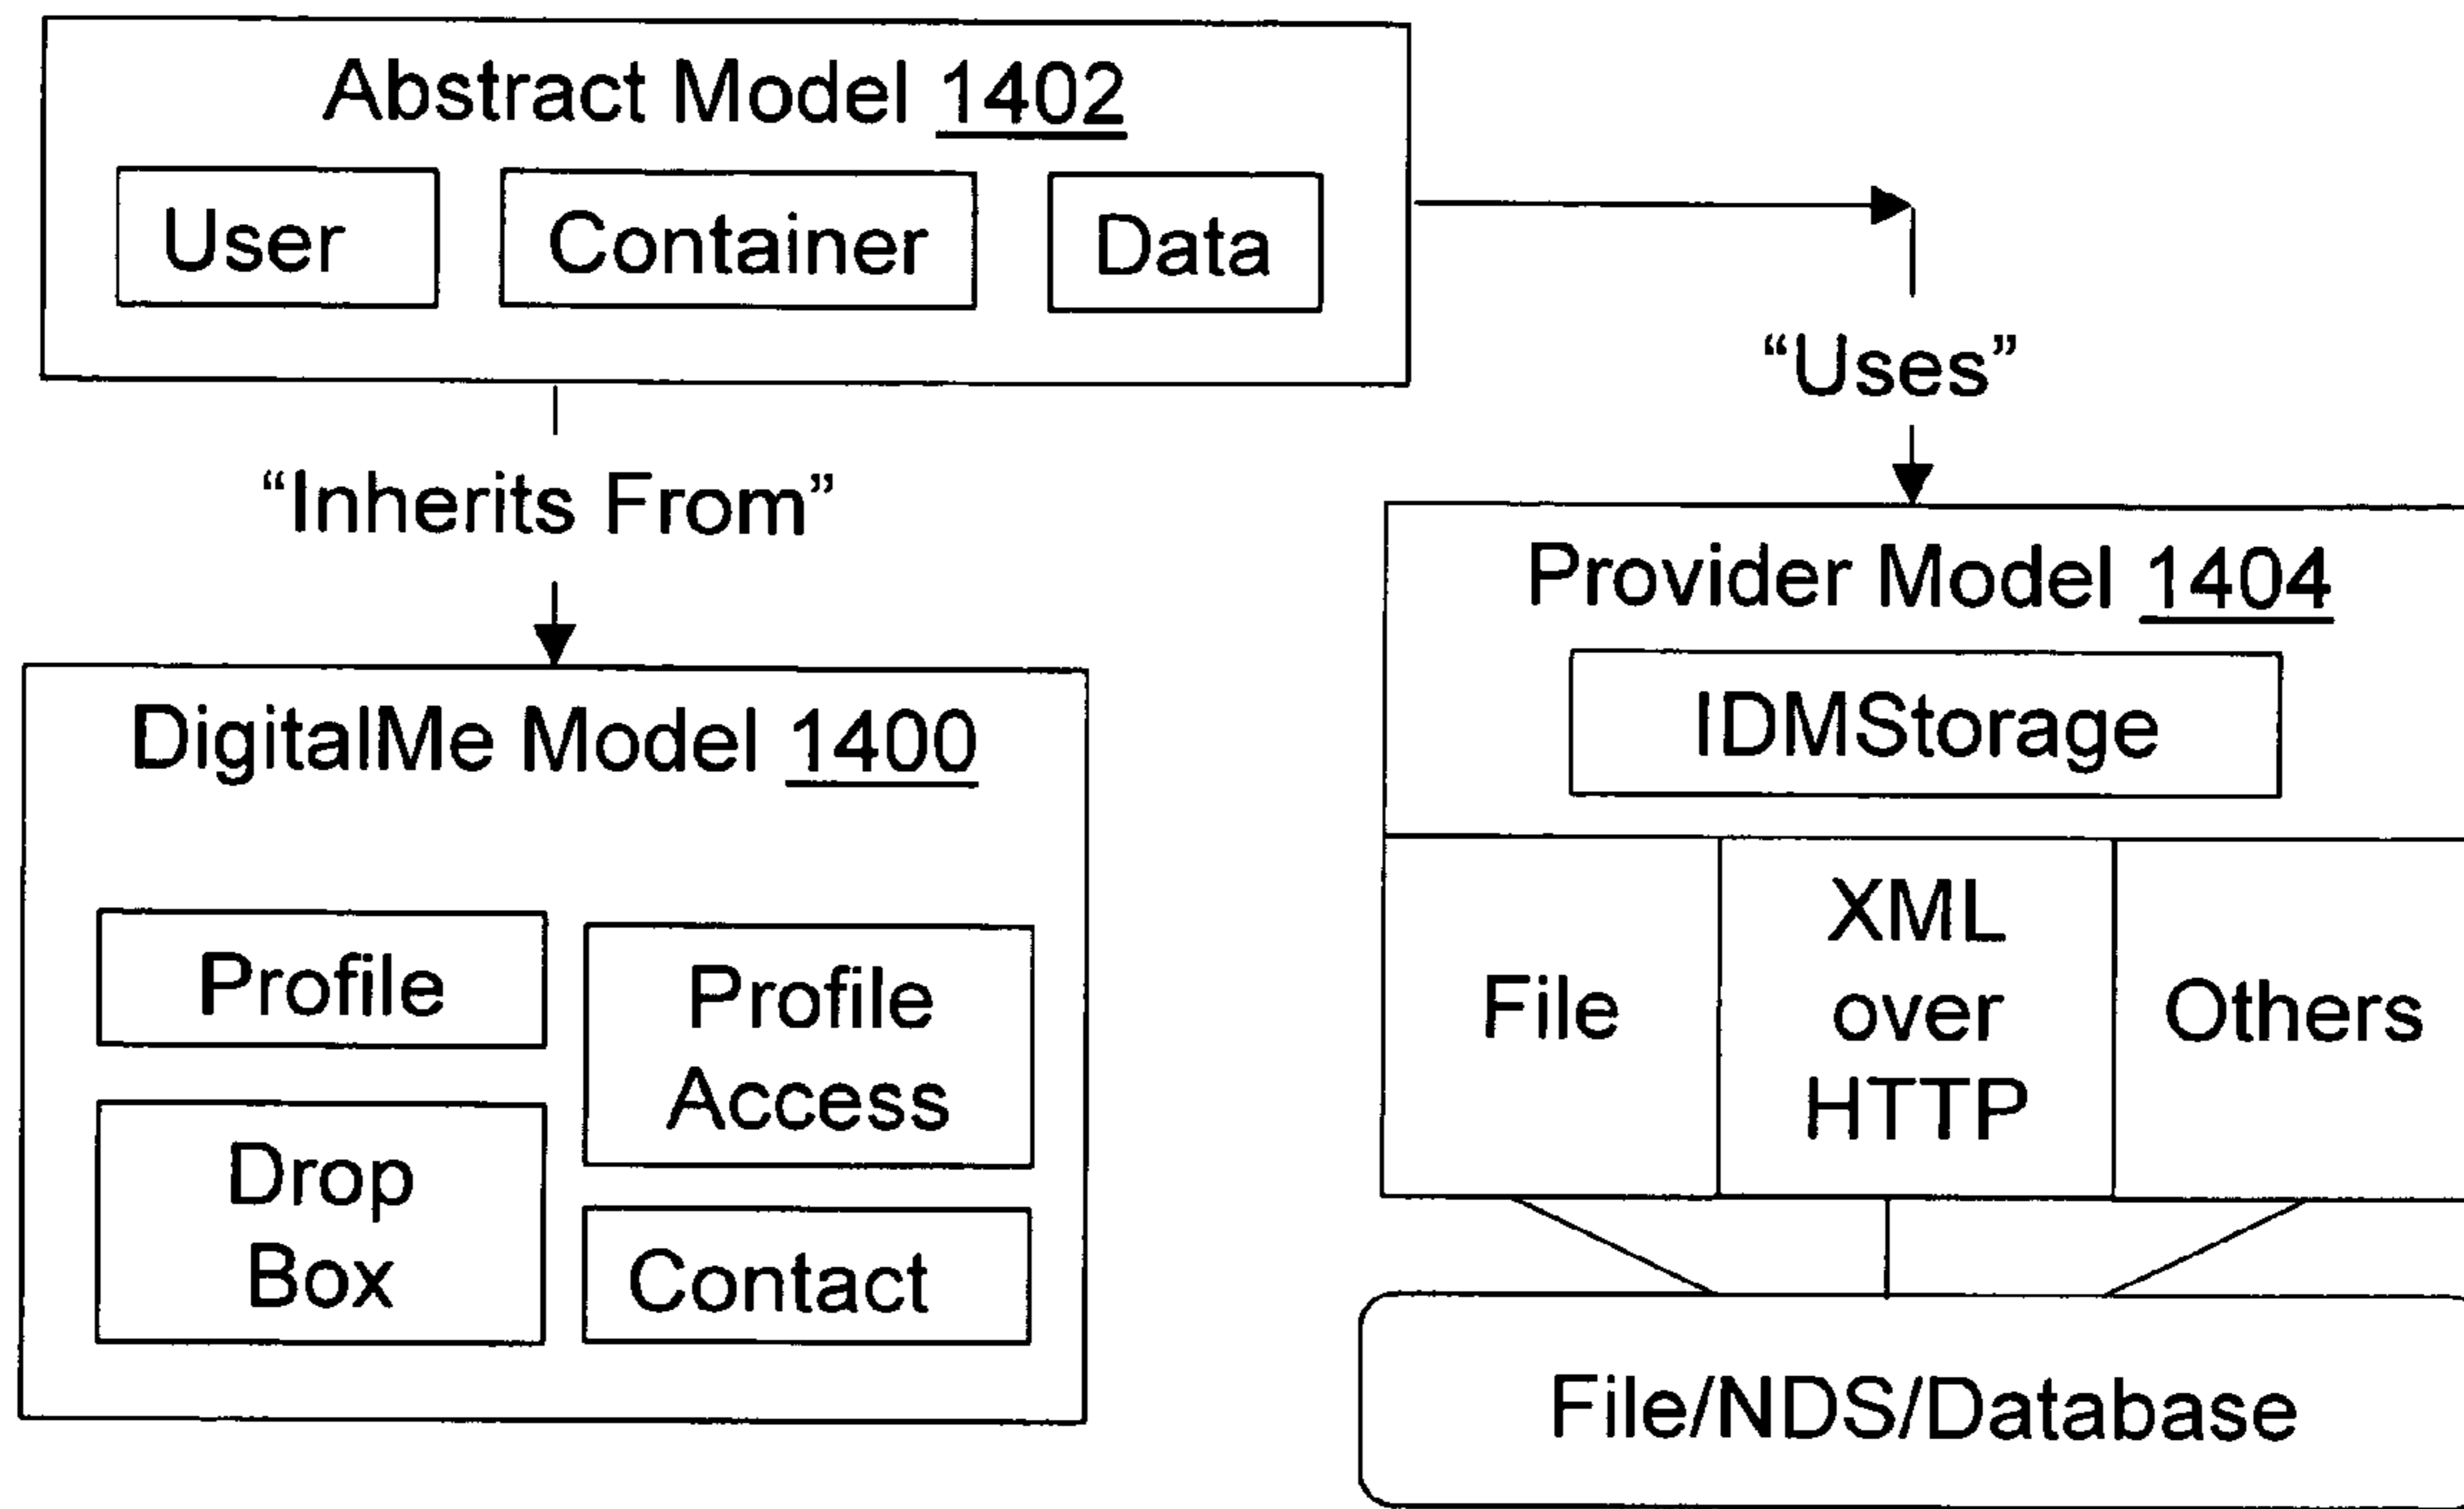 Abstract Model 1402
User
Container
Data
“Uses”
“Inherits From”
Provider Model 1404
IDMStorage
DigitalMe Model 1400
Profile
Profile
Access
Drop
Box
Contact
File
XML
over
HTTP
Others
File/NDS/Database